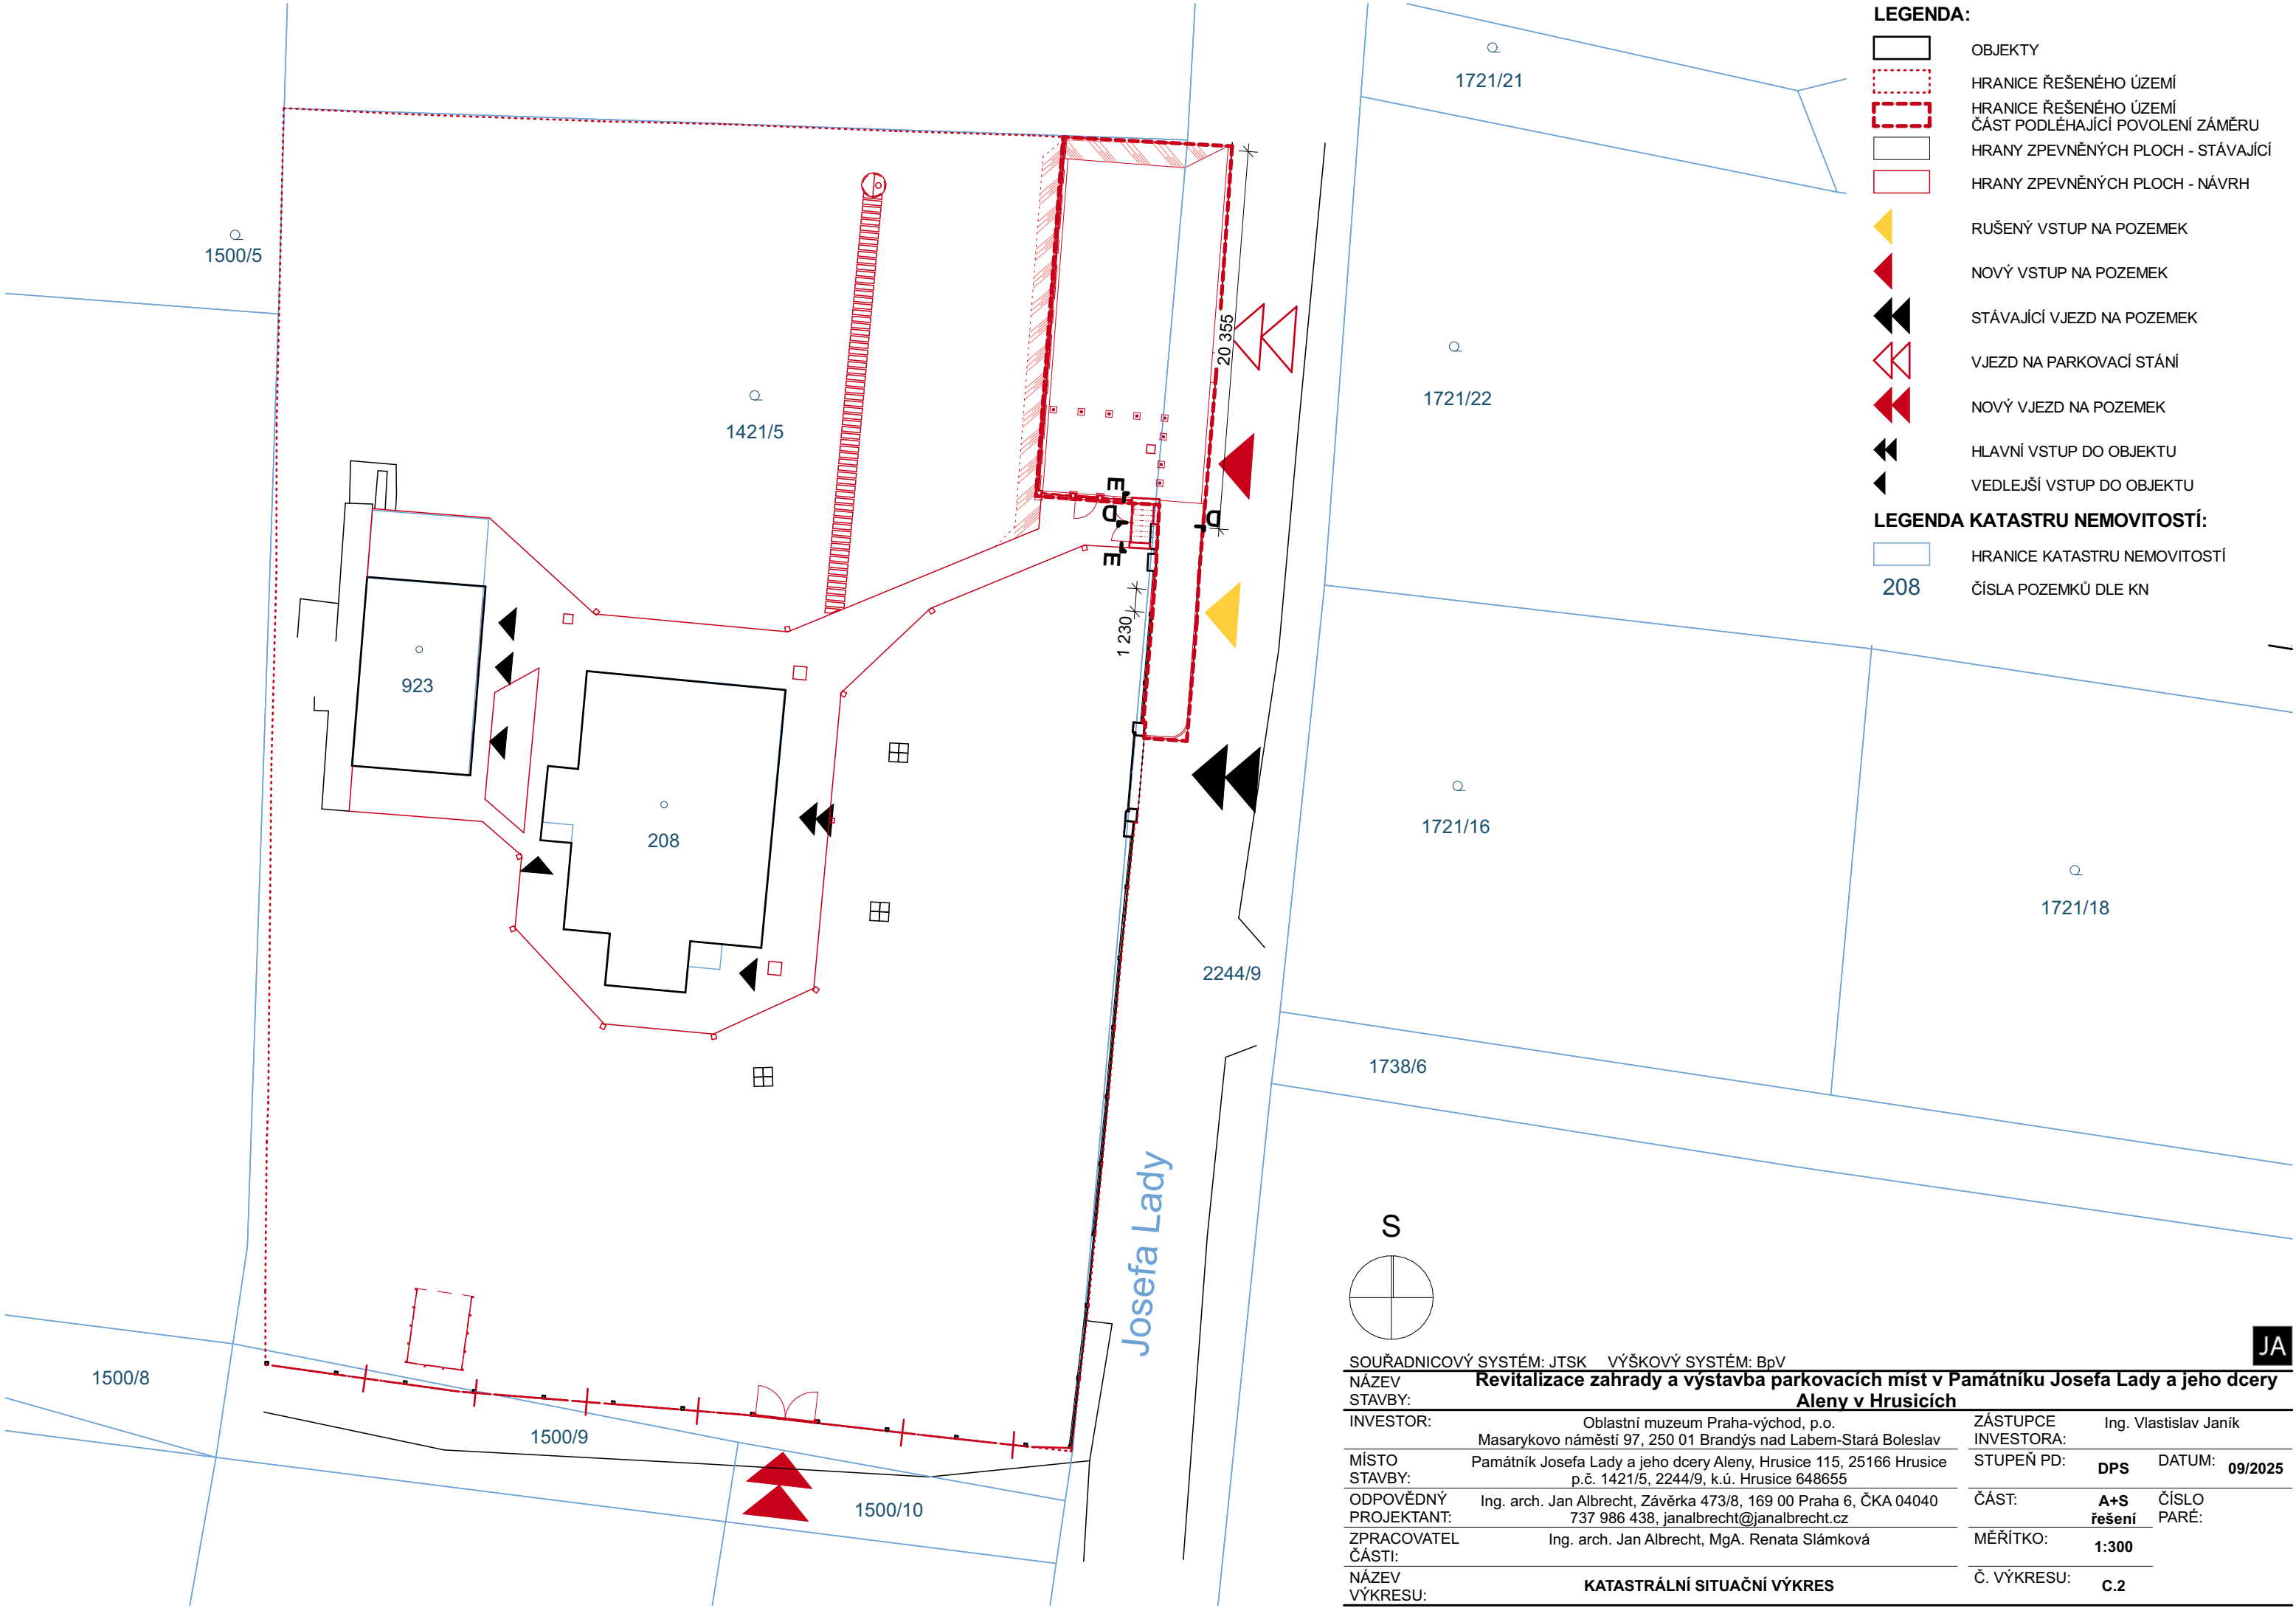 LEGENDA:
OBJEKTY
HRANICE ŘEŠENÉHO ÚZEMÍ
HRANICE ŘEŠENÉHO ÚZEMÍ
ČÁST PODLÉHAJÍCÍ POVOLENÍ ZÁMĚRU
HRANY ZPEVNĚNÝCH PLOCH - STÁVAJÍCÍ
HRANY ZPEVNĚNÝCH PLOCH - NÁVRH
RUŠENÝ VSTUP NA POZEMEK
NOVÝ VSTUP NA POZEMEK
STÁVAJÍCÍ VJEZD NA POZEMEK
VJEZD NA PARKOVACÍ STÁNÍ
NOVÝ VJEZD NA POZEMEK
HLAVNÍ VSTUP DO OBJEKTU
VEDLEJŠÍ VSTUP DO OBJEKTU
LEGENDA KATASTRU NEMOVITOSTÍ:
HRANICE KATASTRU NEMOVITOSTÍ
208 ČÍSLA POZEMKŮ DLE KN
1721/21
1500/5
20 355
1721/22
1421/5
E
D
D
E
1 230
923
208
1721/16
1721/18
2244/9
1738/6
Josefa Lady
1500/8
1500/9
1500/10
S
JA
SOUŘADNICOVÝ SYSTÉM: JTSK VÝŠKOVÝ SYSTÉM: BpV
NÁZEV
STAVBY:
Revitalizace zahrady a výstavba parkovacích míst v Památníku Josefa Lady a jeho dcery
Aleny v Hrusicích
INVESTOR:
Oblastní muzeum Praha-východ, p.o.
Masarykovo náměstí 97, 250 01 Brandýs nad Labem-Stará Boleslav
ZÁSTUPCE
INVESTORA:
Ing. Vlastislav Janík
MÍSTO
STAVBY:
Památník Josefa Lady a jeho dcery Aleny, Hrusice 115, 25166 Hrusice
p.č. 1421/5, 2244/9, k.ú. Hrusice 648655
STUPEŇ PD:
DPS
DATUM:
09/2025
ODPOVĚDNÝ
PROJEKTANT:
Ing. arch. Jan Albrecht, Závěrka 473/8, 169 00 Praha 6, ČKA 04040
737 986 438, janalbrecht@janalbrecht.cz
ČÁST:
A+S
řešení
ČÍSLO
PARÉ:
ZPRACOVATEL
ČÁSTI:
Ing. arch. Jan Albrecht, MgA. Renata Slámková
MĚŘÍTKO:
1:300
NÁZEV
VÝKRESU:
KATASTRÁLNÍ SITUAČNÍ VÝKRES
Č. VÝKRESU:
C.2